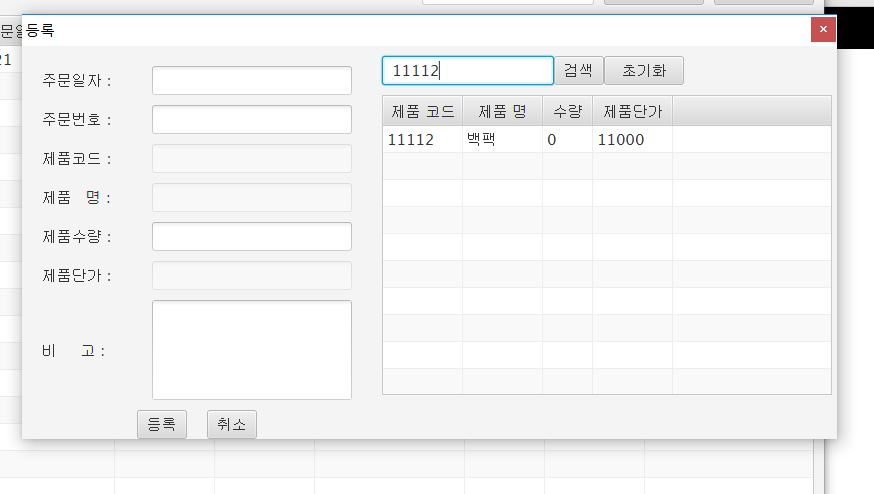 등록
21
주문일자 :
주문번호 :
제품코드 :
제품 명 :
제품수량 :
제품단가 :
비 고 :
등록 취소
11112 검색 초기화
제품 코드 제품 명 수량 제품단가
11112 백팩 0 11000